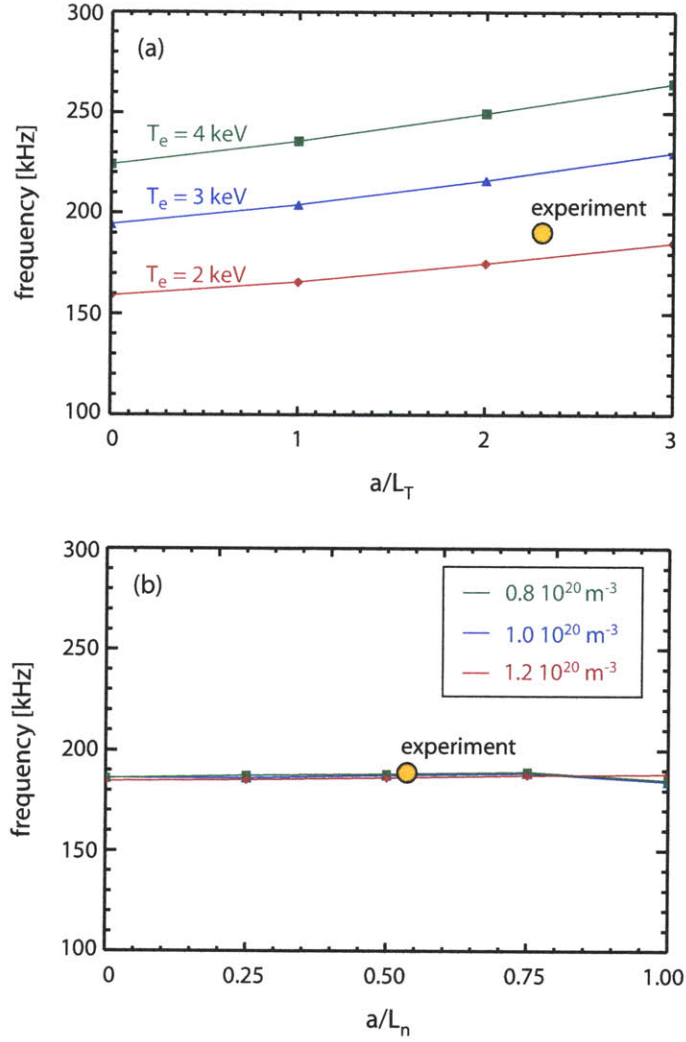 300
(a)
250
T_e = 4 keV
T_e = 3 keV
200
experiment
T_e = 2 keV
150
100
frequency [kHz]
0 1 2 3
a/L_T
300
(b)
0.8 10^20 m^-3
1.0 10^20 m^-3
1.2 10^20 m^-3
250
experiment
200
150
100
frequency [kHz]
0 0.25 0.50 0.75 1.00
a/L_n